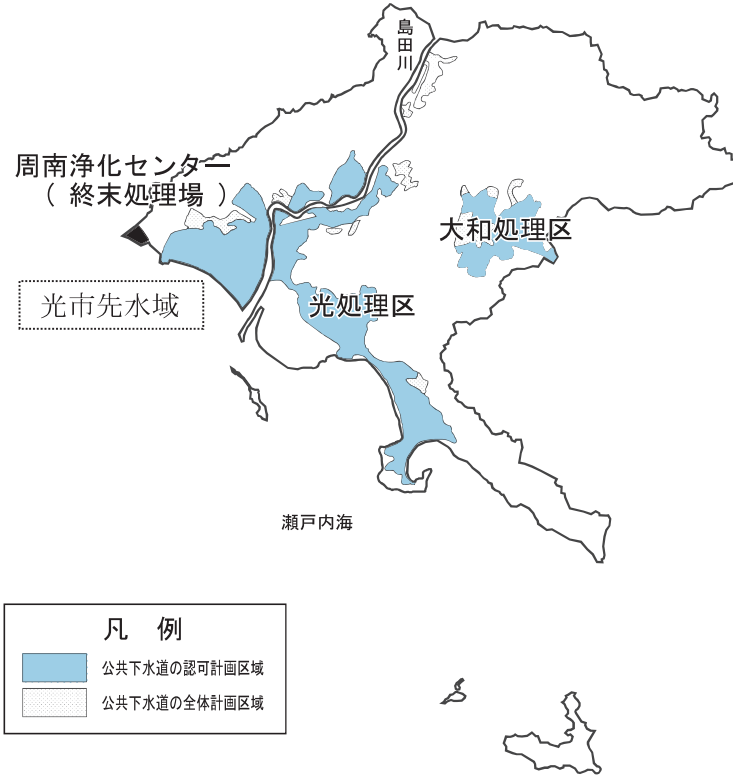 島田川
周南浄化センター
（ 終末処理場 ）
大和処理区
光市先水域
光処理区
瀬戸内海
凡 例
公共下水道の認可計画区域
公共下水道の全体計画区域